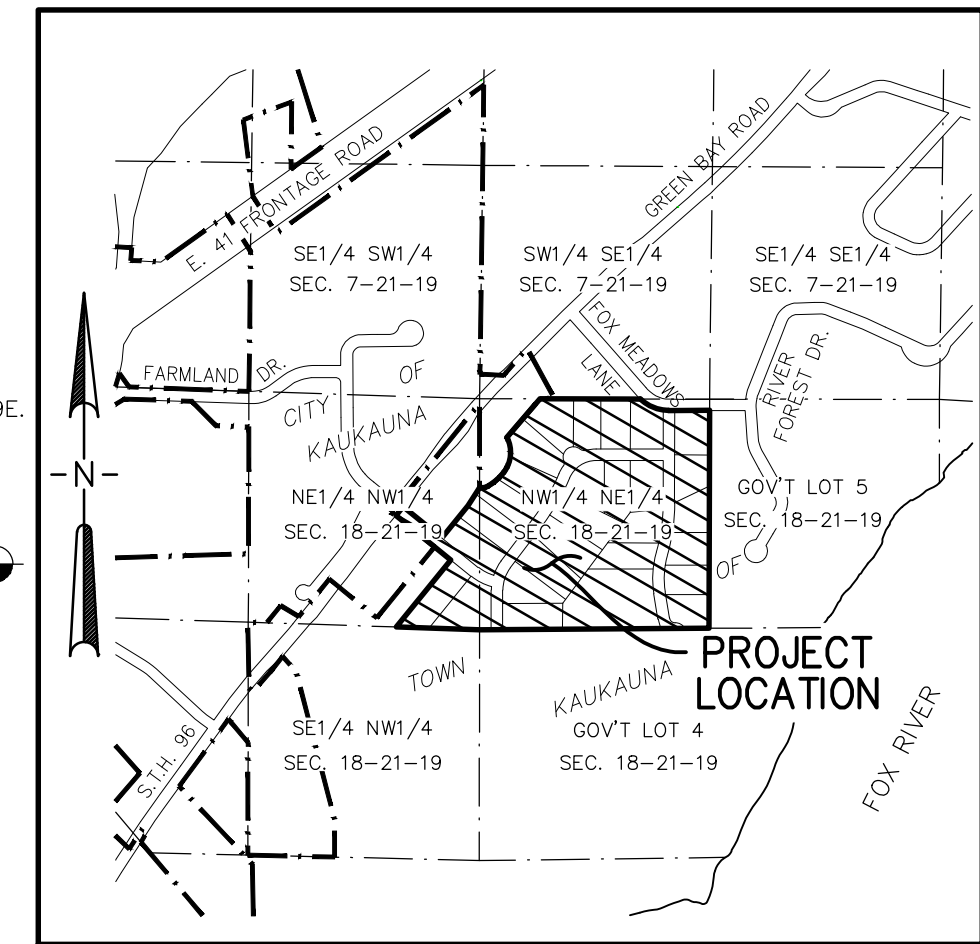 E. 41 FRONTAGE ROAD
GREEN BAY ROAD
SE1/4 SW1/4
SEC. 7-21-19
SW1/4 SE1/4
SEC. 7-21-19
SE1/4 SE1/4
SEC. 7-21-19
FARMLAND DR.
CITY OF
KAUKAUNA
FOX MEADOWS
LANE
RIVER
FOREST DR.
9E.
-N-
NE1/4 NW1/4
SEC. 18-21-19
NW1/4 NE1/4
SEC. 18-21-19
GOV'T LOT 5
SEC. 18-21-19
TOWN OF
KAUKAUNA
PROJECT
LOCATION
S.T.H. 96
SE1/4 NW1/4
SEC. 18-21-19
GOV'T LOT 4
SEC. 18-21-19
FOX RIVER